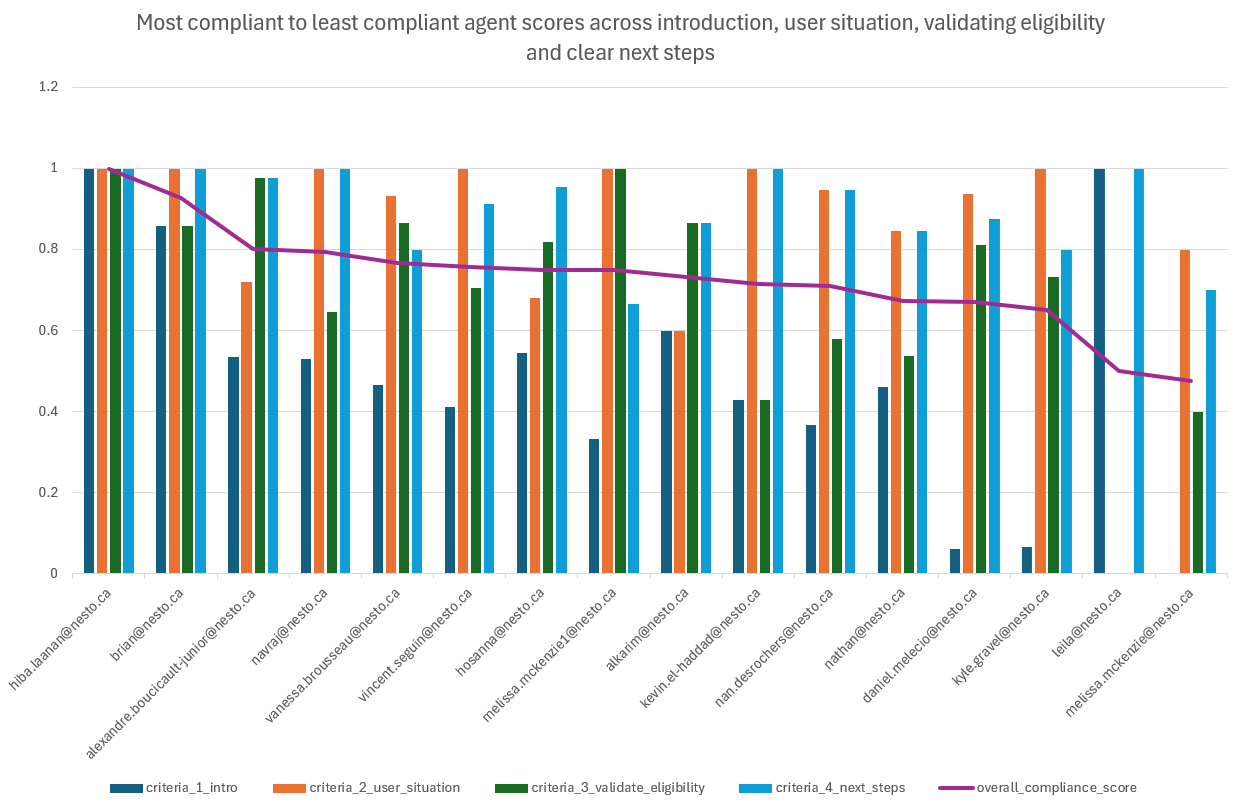 Most compliant to least compliant agent scores across introduction, user situation, validating eligibility
and clear next steps
1.2
1
0.8
0.6
0.4
0.2
0
hiba.laanan@nesto.ca
brian@nesto.ca
alexandre.boucicault-junior@nesto.ca
navraj@nesto.ca
vanessa.brousseau@nesto.ca
vincent.seguin@nesto.ca
hosanna@nesto.ca
melissa.mckenzie1@nesto.ca
alkarim@nesto.ca
kevin.el-haddad@nesto.ca
nan.desrochers@nesto.ca
nathan@nesto.ca
daniel.melecio@nesto.ca
kyle.gravel@nesto.ca
leila@nesto.ca
melissa.mckenzie@nesto.ca
criteria_1_intro
criteria_2_user_situation
criteria_3_validate_eligibility
criteria_4_next_steps
overall_compliance_score